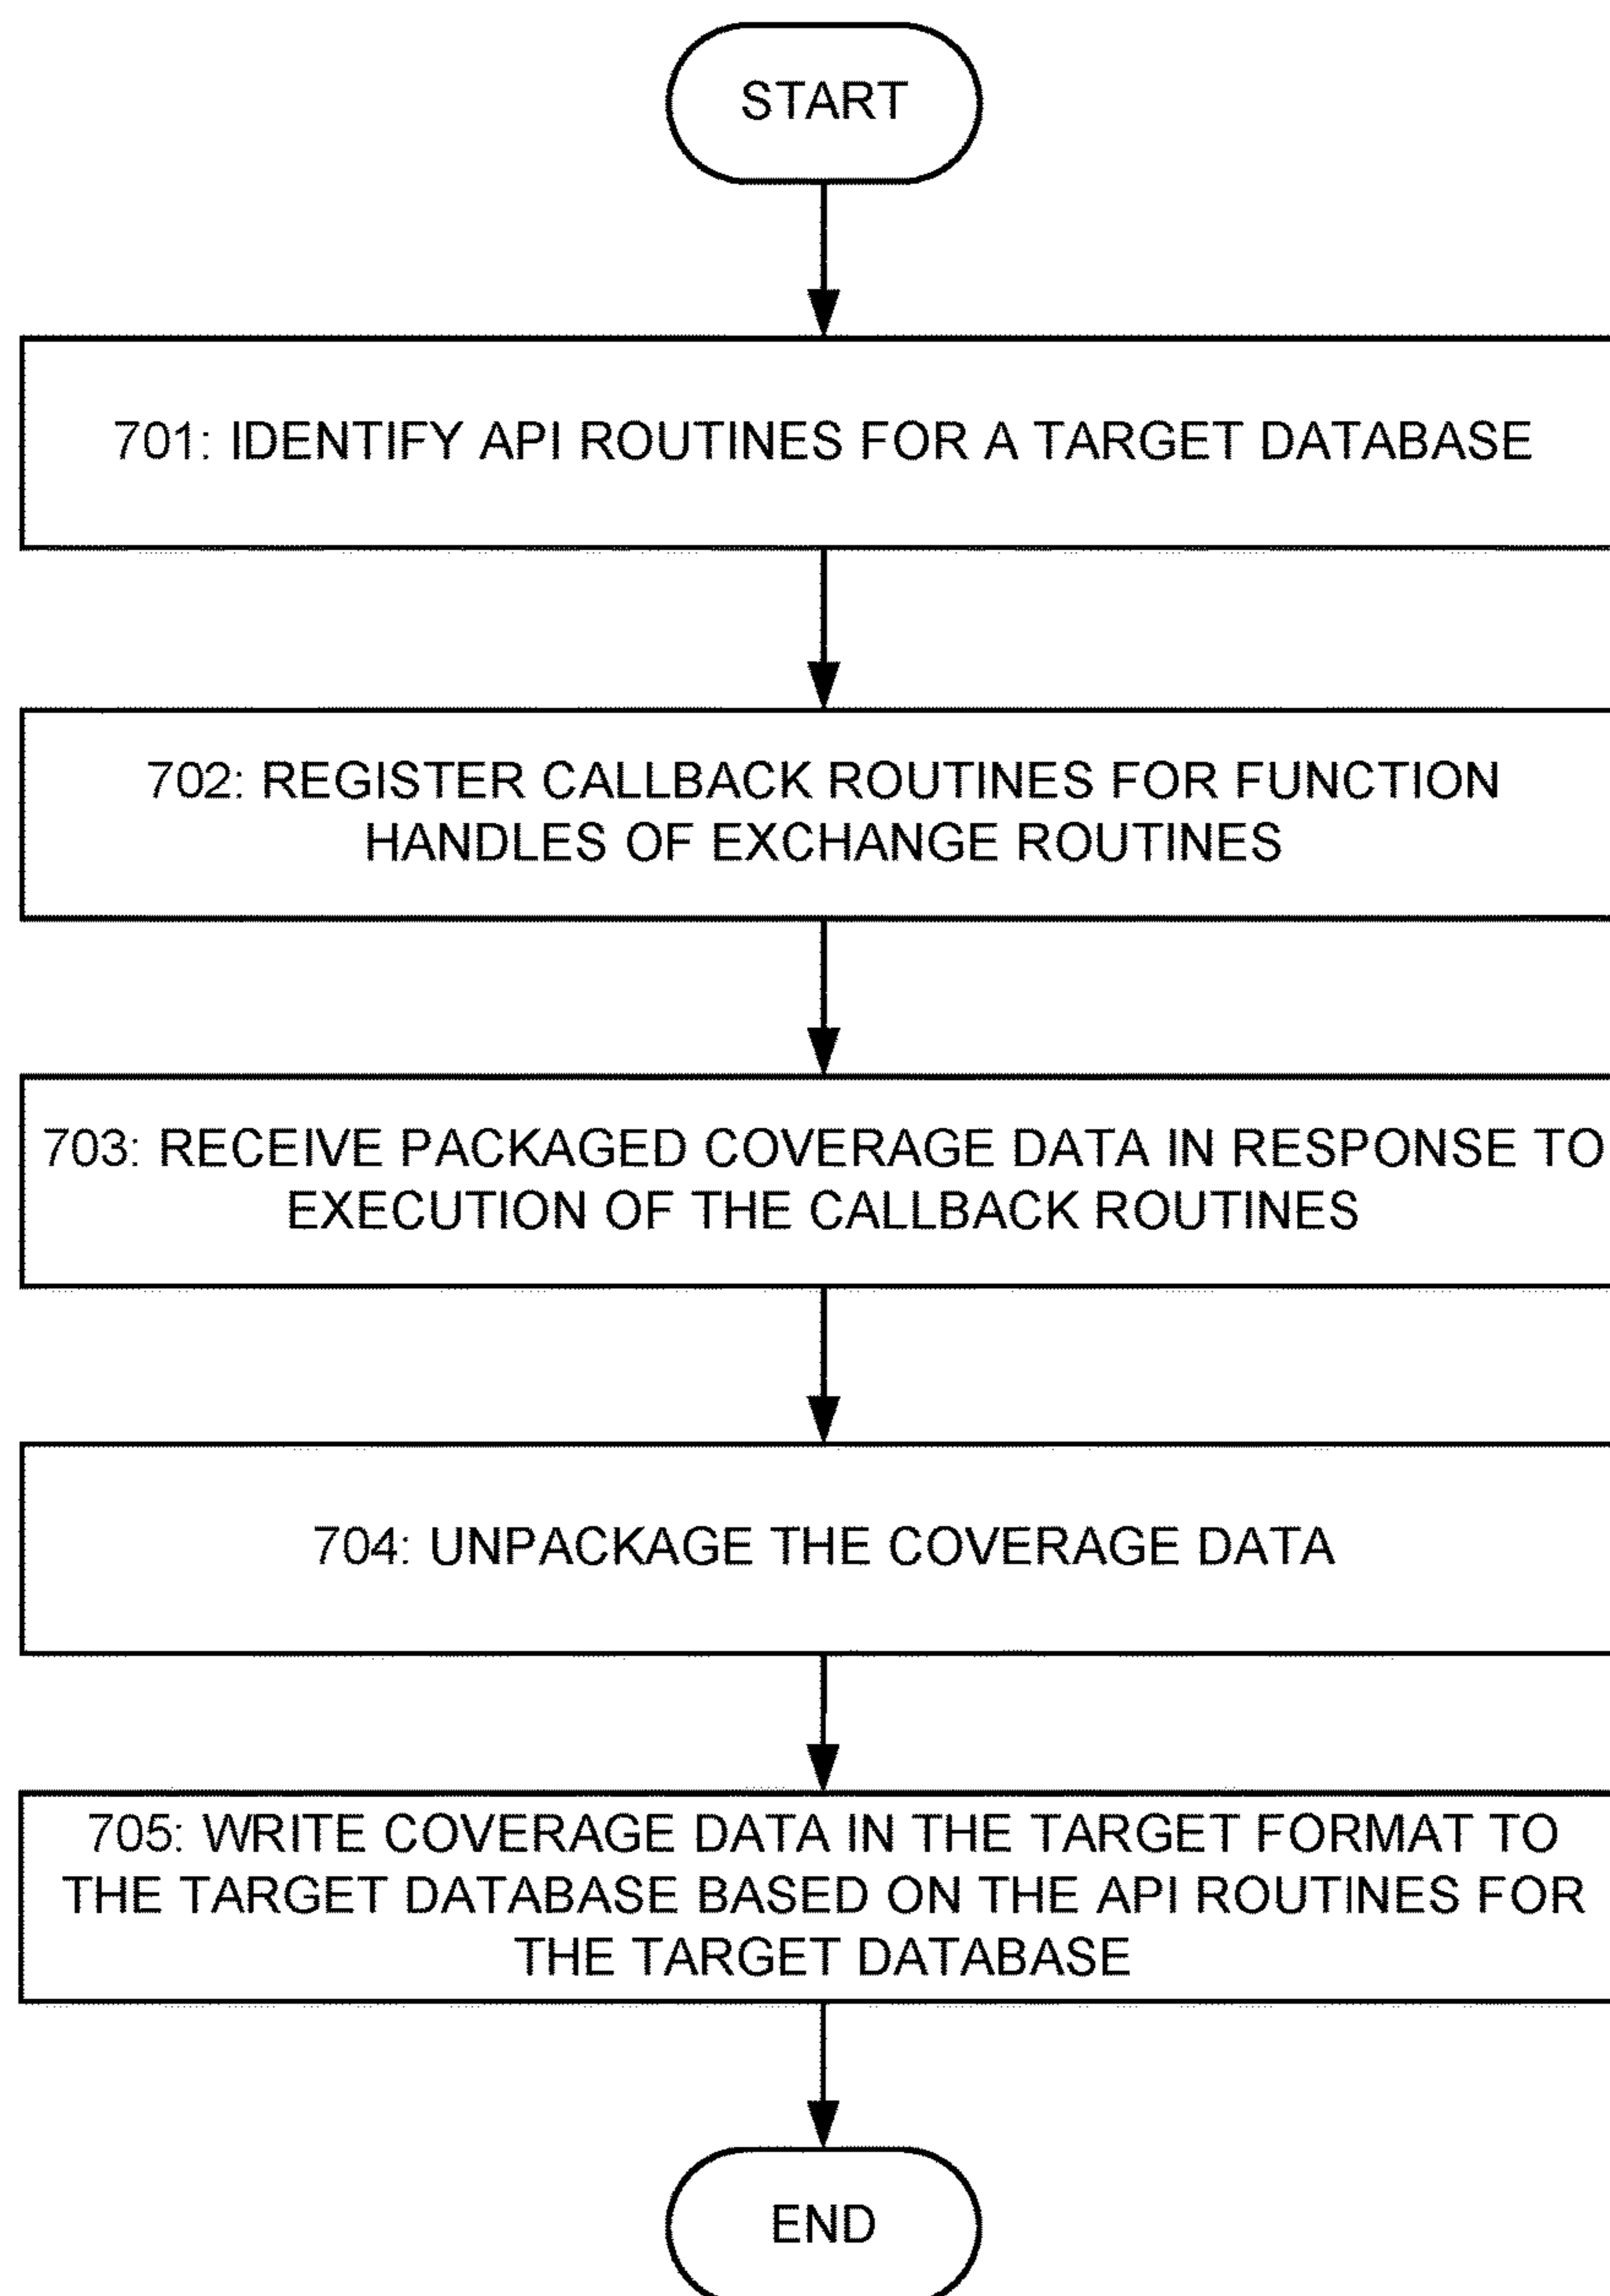 START
701: IDENTIFY API ROUTINES FOR A TARGET DATABASE
702: REGISTER CALLBACK ROUTINES FOR FUNCTION
HANDLES OF EXCHANGE ROUTINES
703: RECEIVE PACKAGED COVERAGE DATA IN RESPONSE TO
EXECUTION OF THE CALLBACK ROUTINES
704: UNPACKAGE THE COVERAGE DATA
705: WRITE COVERAGE DATA IN THE TARGET FORMAT TO
THE TARGET DATABASE BASED ON THE API ROUTINES FOR
THE TARGET DATABASE
END